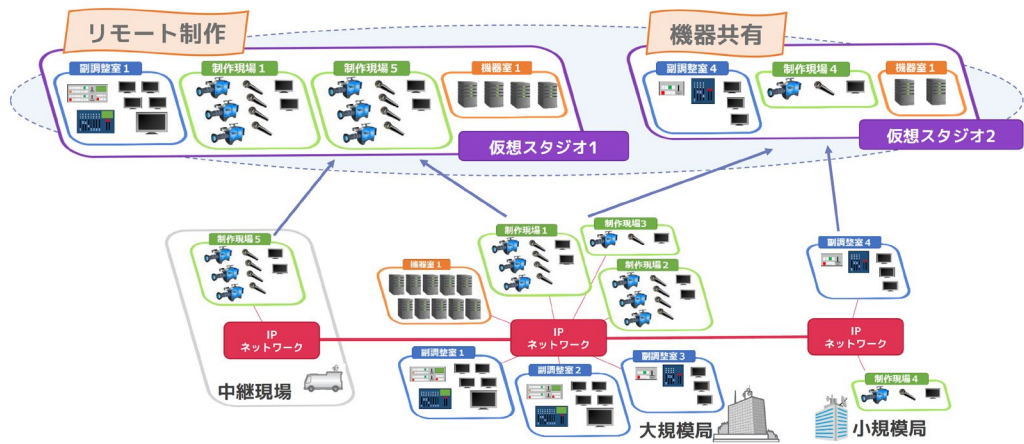 リモート制作
機器共有
副調整室1
制作現場1
制作現場5
機器室1
副調整室4
制作現場4
機器室1
仮想スタジオ1
仮想スタジオ2
制作現場5
制作現場1
制作現場3
副調整室4
機器室1
制作現場2
IP
ネットワーク
IP
ネットワーク
IP
ネットワーク
副調整室1
副調整室2
副調整室3
制作現場4
中継現場
大規模局
小規模局